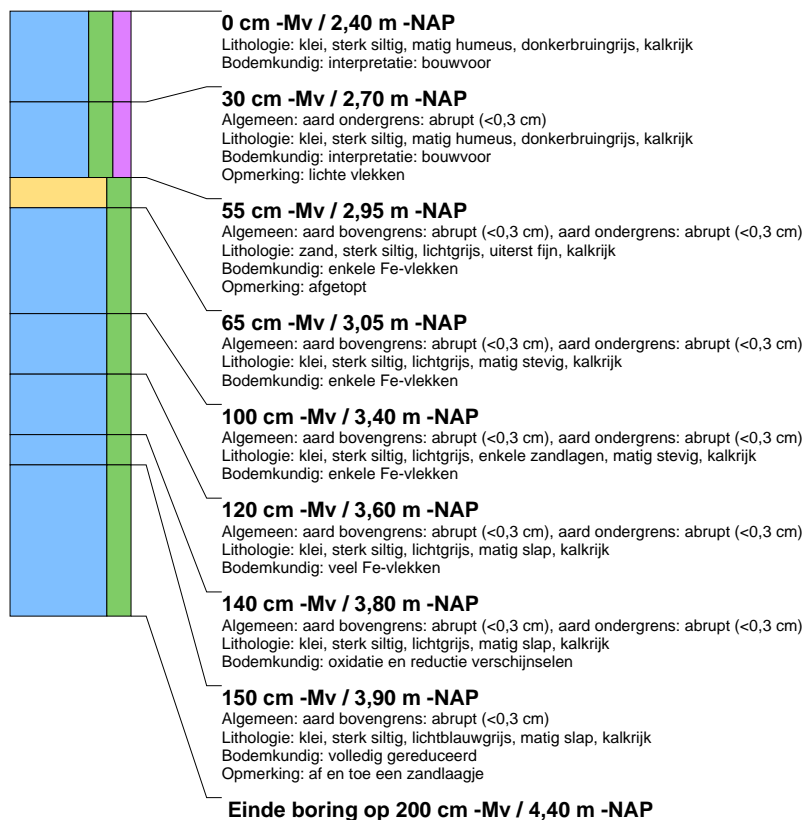 0 cm -Mv / 2,40 m -NAP
Lithologie: klei, sterk siltig, matig humeus, donkerbruingrijs, kalkrijk
Bodemkundig: interpretatie: bouwvoor
30 cm -Mv / 2,70 m -NAP
Algemeen: aard ondergrens: abrupt (<0,3 cm)
Lithologie: klei, sterk siltig, matig humeus, donkerbruingrijs, kalkrijk
Bodemkundig: interpretatie: bouwvoor
Opmerking: lichte vlekken
55 cm -Mv / 2,95 m -NAP
Algemeen: aard bovengrens: abrupt (<0,3 cm), aard ondergrens: abrupt (<0,3 cm)
Lithologie: zand, sterk siltig, lichtgrijs, uiterst fijn, kalkrijk
Bodemkundig: enkele Fe-vlekken
Opmerking: afgetopt
65 cm -Mv / 3,05 m -NAP
Algemeen: aard bovengrens: abrupt (<0,3 cm), aard ondergrens: abrupt (<0,3 cm)
Lithologie: klei, sterk siltig, lichtgrijs, matig stevig, kalkrijk
Bodemkundig: enkele Fe-vlekken
100 cm -Mv / 3,40 m -NAP
Algemeen: aard bovengrens: abrupt (<0,3 cm), aard ondergrens: abrupt (<0,3 cm)
Lithologie: klei, sterk siltig, lichtgrijs, enkele zandlagen, matig stevig, kalkrijk
Bodemkundig: enkele Fe-vlekken
120 cm -Mv / 3,60 m -NAP
Algemeen: aard bovengrens: abrupt (<0,3 cm), aard ondergrens: abrupt (<0,3 cm)
Lithologie: klei, sterk siltig, lichtgrijs, matig slap, kalkrijk
Bodemkundig: veel Fe-vlekken
140 cm -Mv / 3,80 m -NAP
Algemeen: aard bovengrens: abrupt (<0,3 cm), aard ondergrens: abrupt (<0,3 cm)
Lithologie: klei, sterk siltig, lichtgrijs, matig slap, kalkrijk
Bodemkundig: oxidatie en reductie verschijnselen
150 cm -Mv / 3,90 m -NAP
Algemeen: aard bovengrens: abrupt (<0,3 cm)
Lithologie: klei, sterk siltig, lichtblauwgrijs, matig slap, kalkrijk
Bodemkundig: volledig gereduceerd
Opmerking: af en toe een zandlaagje
Einde boring op 200 cm -Mv / 4,40 m -NAP